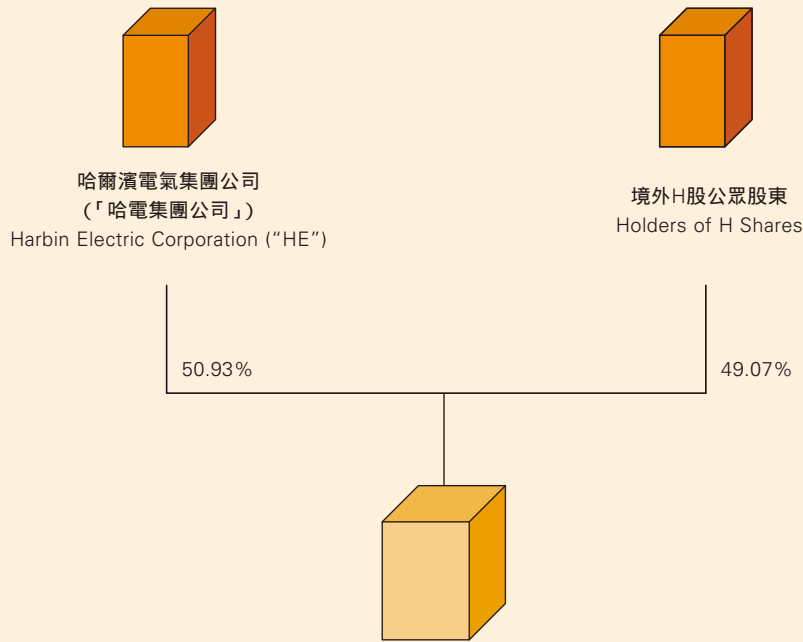 哈爾濱電氣集團公司
(「哈電集團公司」)
Harbin Electric Corporation (“HE”)
境外H股公眾股東
Holders of H Shares
50.93%
49.07%